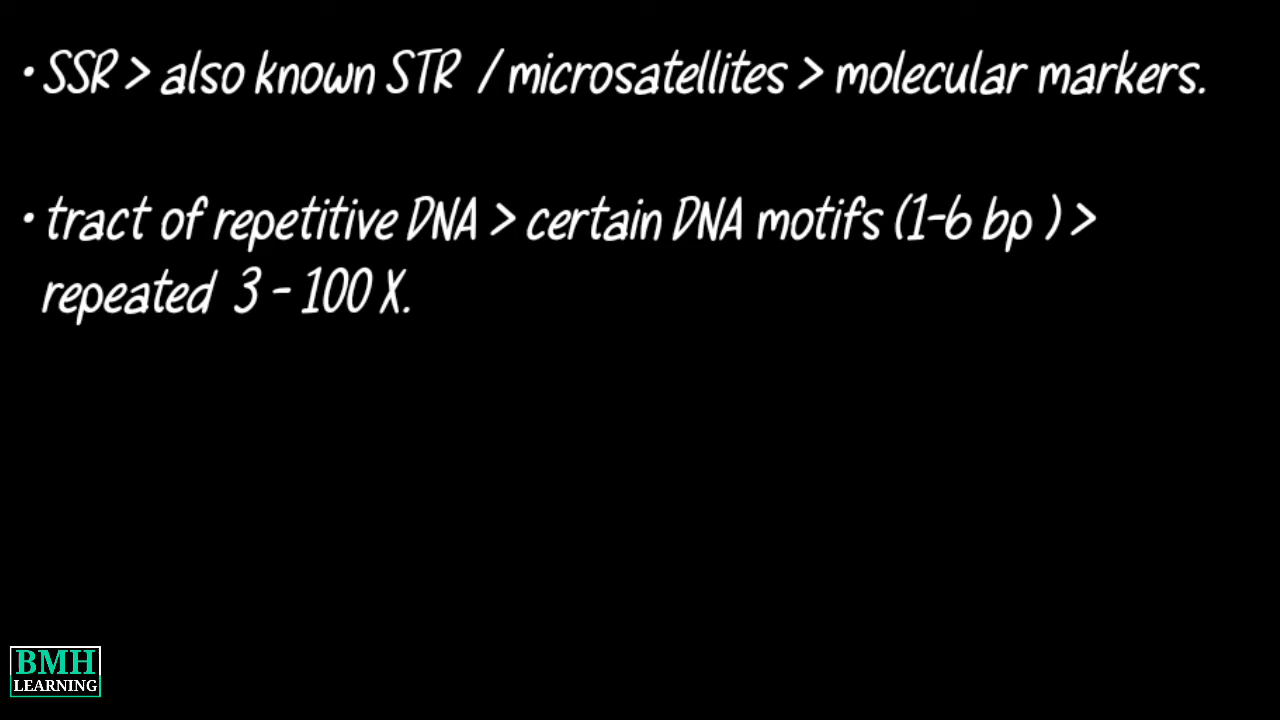 • SSR > also known STR / microsatellites > molecular markers.
• tract of repetitive DNA > certain DNA motifs (1-6 bp ) >
repeated 3 - 100 X.
BMH
LEARNING